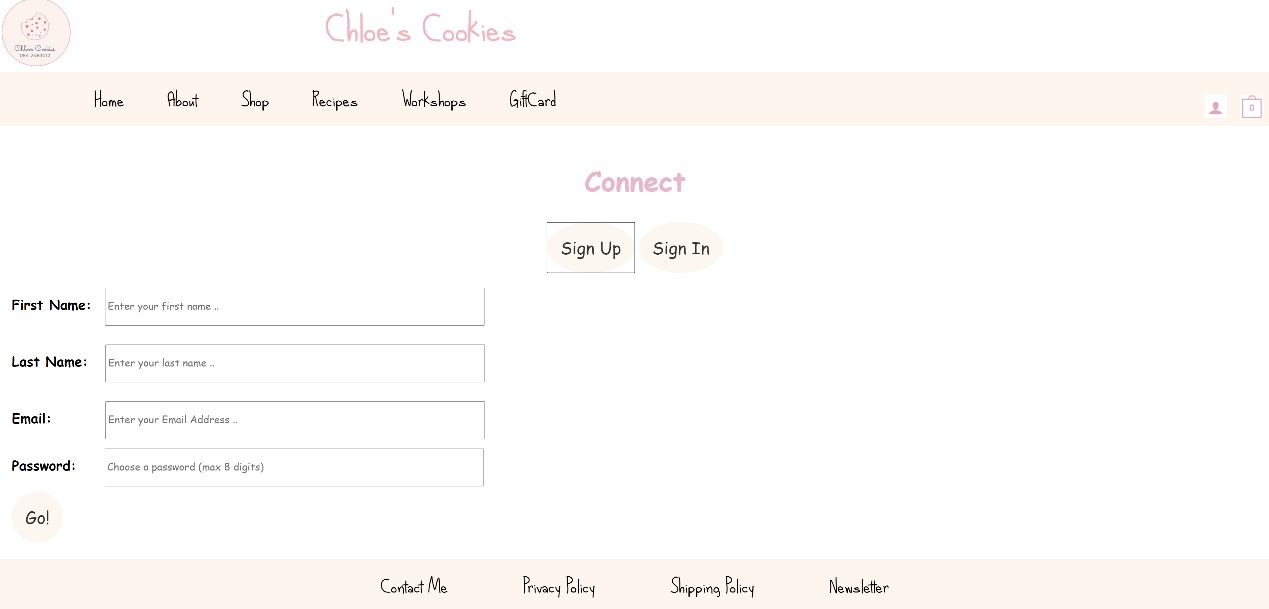 Chloe's Cookies
Chloe's Cookies
Home About Shop Recipes Workshops GiftCard
0
Connect
Sign Up Sign In
First Name: Enter your first name ..
Last Name: Enter your last name ..
Email: Enter your Email Address ..
Password: Choose a password (max 8 digits)
Go!
Contact Me Privacy Policy Shipping Policy Newsletter